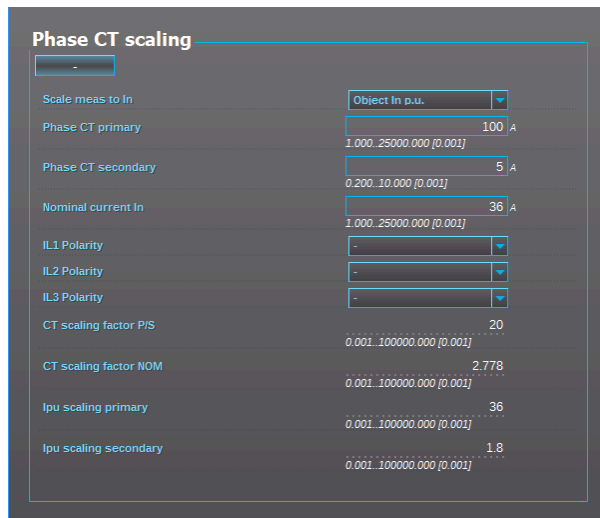 Phase CT scaling
-
Scale meas to In Object In p.u.
Phase CT primary 100 A
1.000..25000.000 [0.001]
Phase CT secondary 5 A
0.200..10.000 [0.001]
Nominal current In 36 A
1.000..25000.000 [0.001]
IL1 Polarity -
IL2 Polarity -
IL3 Polarity -
CT scaling factor P/S 20
0.001..100000.000 [0.001]
CT scaling factor NOM 2.778
0.001..100000.000 [0.001]
Ipu scaling primary 36
0.001..100000.000 [0.001]
Ipu scaling secondary 1.8
0.001..100000.000 [0.001]